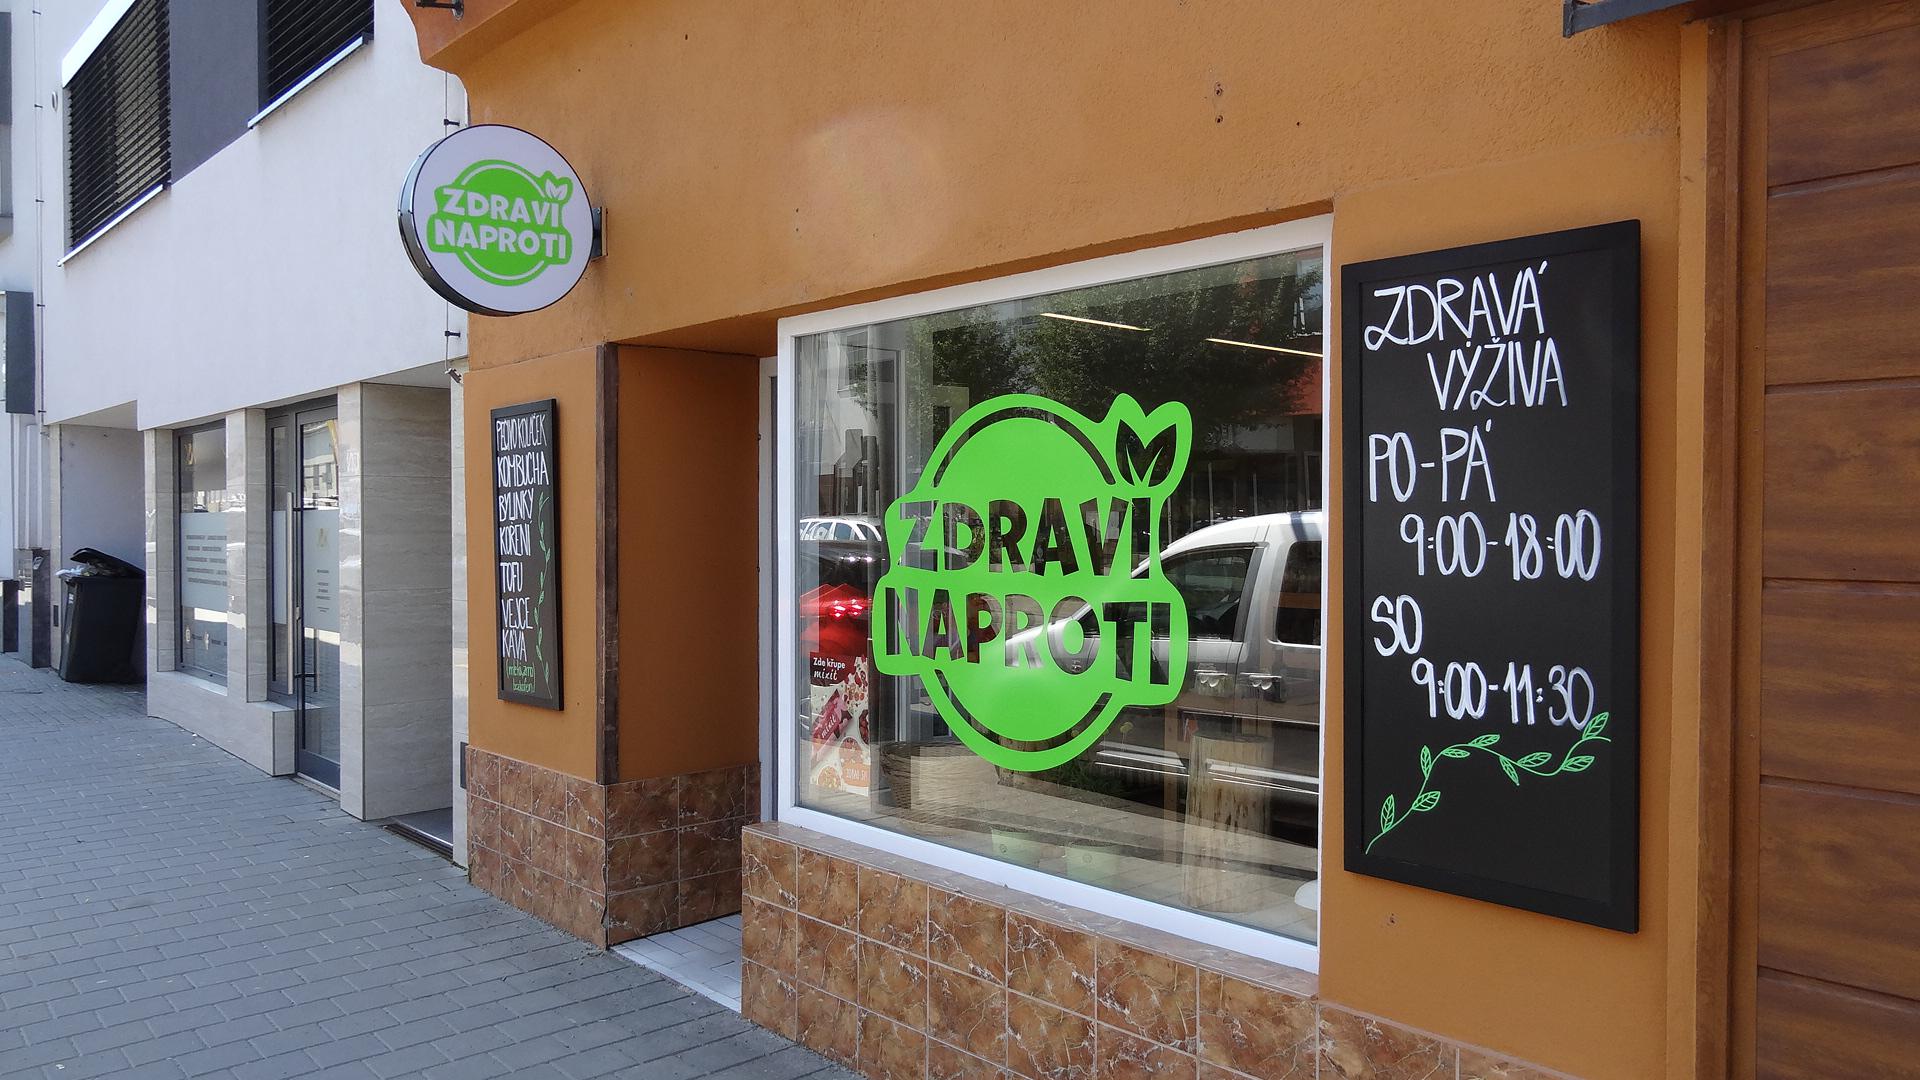 ZDRAVÍ
NAPROTI
PEČIVO KOLÁČEK
KOMBUCHA
BYLINKY
KOŘENÍ
TOFU
VEJCE
KÁVA
ZDRAVÍ
NAPROTI
Zde křupe
mixit
ZDRAVÁ
VÝŽIVA
PO-PÁ
9:00-18:00
SO
9:00-11:30